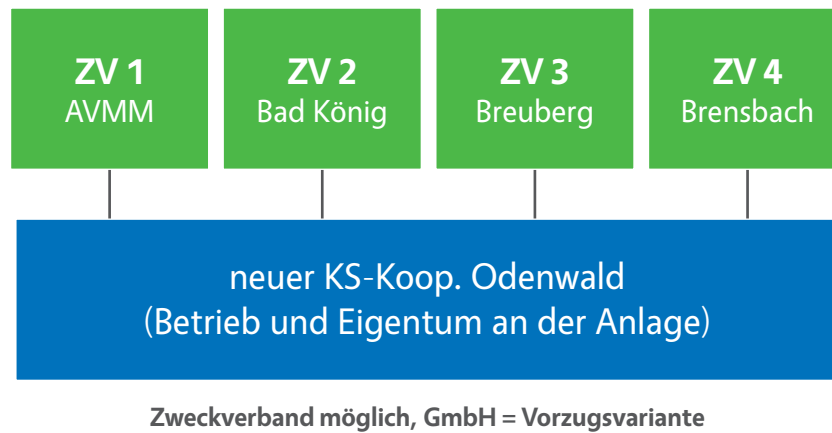 ZV 1
AVMM
ZV 2
Bad König
ZV 3
Breuberg
ZV 4
Brensbach
neuer KS-Koop. Odenwald
(Betrieb und Eigentum an der Anlage)
Zweckverband möglich, GmbH = Vorzugsvariante